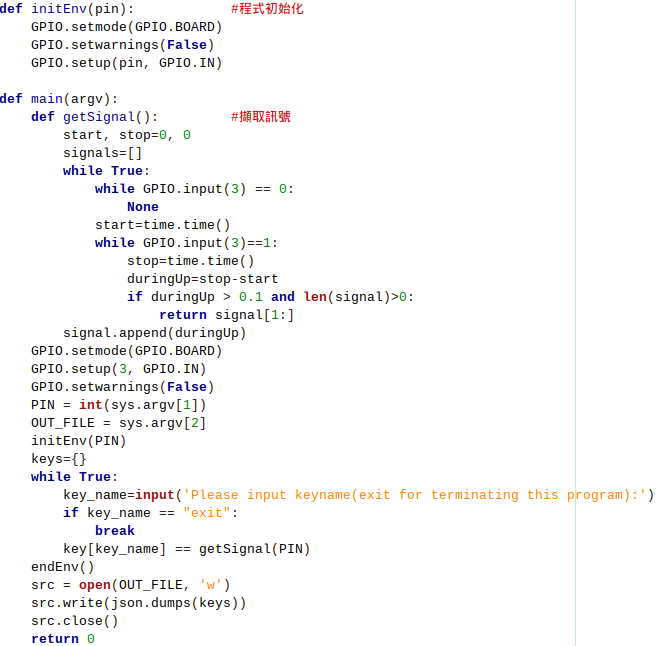 def initEnv(pin):            #程式初始化
    GPIO.setmode(GPIO.BOARD)
    GPIO.setwarnings(False)
    GPIO.setup(pin, GPIO.IN)

def main(argv):
    def getSignal():         #擷取訊號
        start, stop=0, 0
        signals=[]
        while True:
            while GPIO.input(3) == 0:
                None
            start=time.time()
            while GPIO.input(3)==1:
                stop=time.time()
                duringUp=stop-start
                if duringUp > 0.1 and len(signal)>0:
                    return signal[1:]
        signal.append(duringUp)
    GPIO.setmode(GPIO.BOARD)
    GPIO.setup(3, GPIO.IN)
    GPIO.setwarnings(False)
    PIN = int(sys.argv[1])
    OUT_FILE = sys.argv[2]
    initEnv(PIN)
    keys={}
    while True:
        key_name=input('Please input keyname(exit for terminating this program):')
        if key_name == "exit":
            break
        key[key_name] == getSignal(PIN)
    endEnv()
    src = open(OUT_FILE, 'w')
    src.write(json.dumps(keys))
    src.close()
    return 0